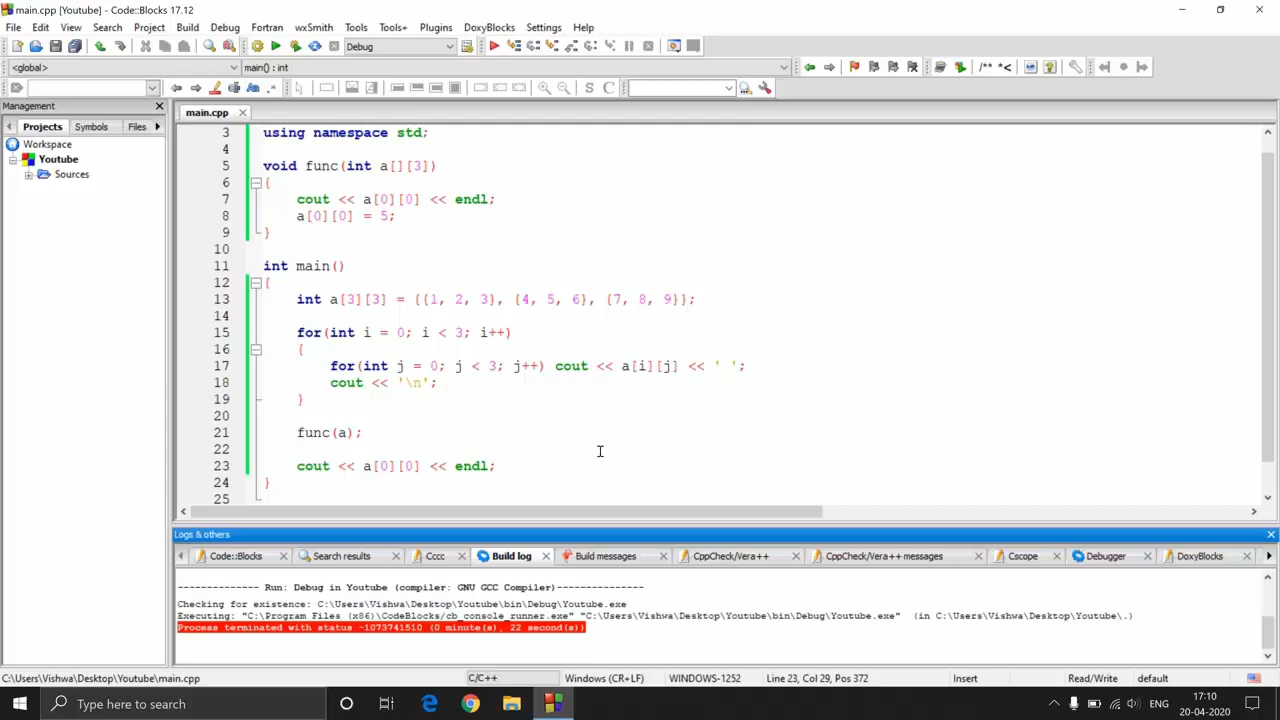 main.cpp [Youtube] - Code::Blocks 17.12
File Edit View Search Project Build Debug Fortran wxSmith Tools Tools+ Plugins DoxyBlocks Settings Help
Debug
<global> main() : int
/** *<
S C
Management
Projects Symbols Files
Workspace
Youtube
Sources
main.cpp
3 using namespace std;
4
5 void func(int a[][3])
6 {
7 cout << a[0][0] << endl;
8 a[0][0] = 5;
9 }
10
11 int main()
12 {
13 int a[3][3] = {{1, 2, 3}, {4, 5, 6}, {7, 8, 9}};
14
15 for(int i = 0; i < 3; i++)
16 {
17 for(int j = 0; j < 3; j++) cout << a[i][j] << ' ';
18 cout << '\n';
19 }
20
21 func(a);
22
23 cout << a[0][0] << endl;
24 }
25
Logs & others
Code::Blocks Search results Cccc Build log Build messages CppCheck/Vera++ CppCheck/Vera++ messages Cscope Debugger DoxyBlocks
-------------- Run: Debug in Youtube (compiler: GNU GCC Compiler)---------------
Checking for existence: C:\Users\Vishwa\Desktop\Youtube\bin\Debug\Youtube.exe
Executing: "C:\Program Files (x86)\CodeBlocks/cb_console_runner.exe" "C:\Users\Vishwa\Desktop\Youtube\bin\Debug\Youtube.exe" (in C:\Users\Vishwa\Desktop\Youtube\.)
Process terminated with status -1073741510 (0 minute(s), 22 second(s))
C:\Users\Vishwa\Desktop\Youtube\main.cpp C/C++ Windows (CR+LF) WINDOWS-1252 Line 23, Col 29, Pos 372 Insert Read/Write default
Type here to search
17:10
20-04-2020